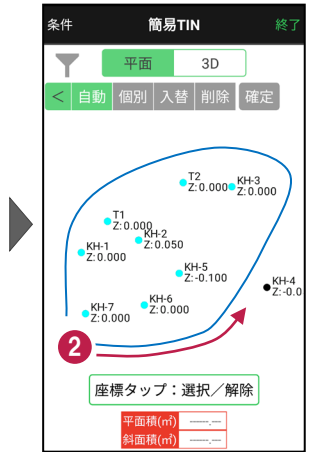 条件 簡易TIN 終了
平面 3D
< 自動 個別 入替 削除 確定
T2
Z:0.000
KH-3
Z:0.000
T1
Z:0.000
KH-2
Z:0.050
KH-1
Z:0.000
KH-5
Z:-0.100
KH-4
Z:-0.0
KH-7
Z:0.000
KH-6
Z:0.000
2
座標タップ：選択／解除
平面積(㎡) -----.---
斜面積(㎡) -----.---